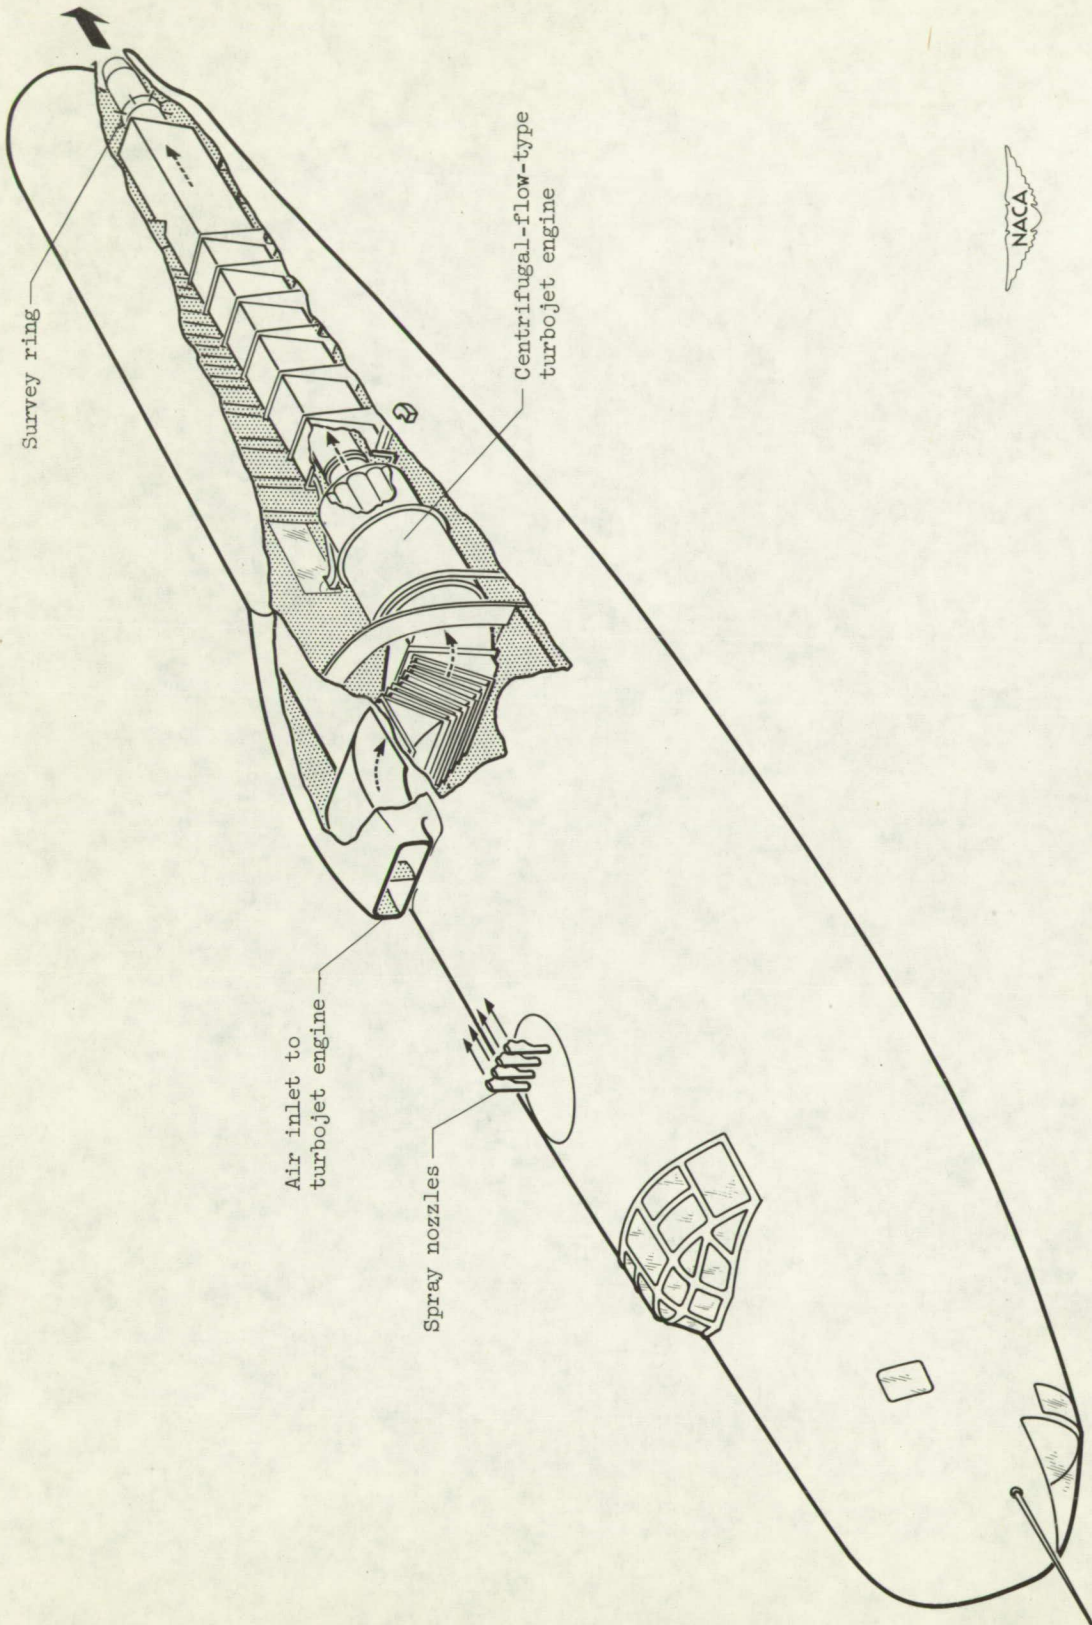 Survey ring
Centrifugal-flow-type
turbojet engine
Air inlet to
turbojet engine
Spray nozzles
NACA